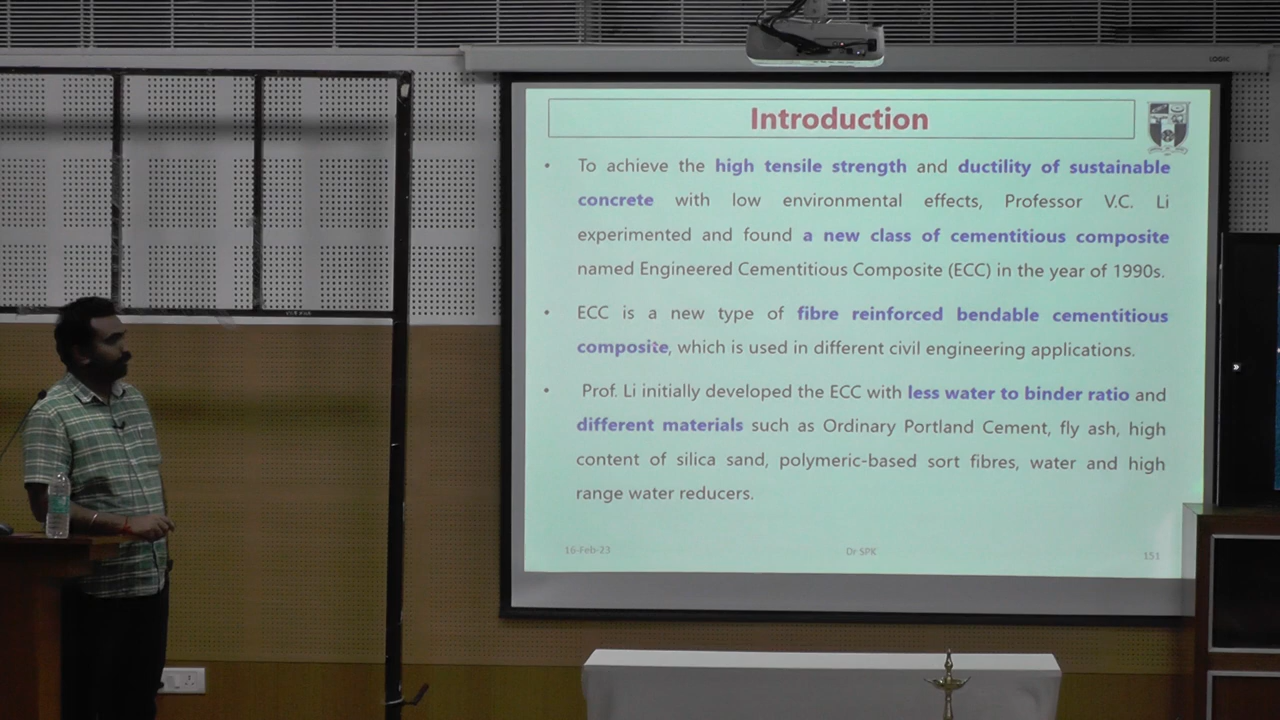 LOGIC
Introduction
• To achieve the high tensile strength and ductility of sustainable
concrete with low environmental effects, Professor V.C. Li
experimented and found a new class of cementitious composite
named Engineered Cementitious Composite (ECC) in the year of 1990s.
• ECC is a new type of fibre reinforced bendable cementitious
composite, which is used in different civil engineering applications.
• Prof. Li initially developed the ECC with less water to binder ratio and
different materials such as Ordinary Portland Cement, fly ash, high
content of silica sand, polymeric-based sort fibres, water and high
range water reducers.
16-Feb-23 Dr SPK 151